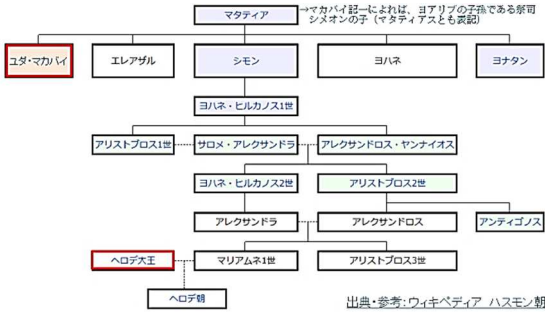 マタティア
→マカバイ記一によれば、ヨアリブの子孫である祭司
シメオンの子（マタティアスとも表記）
ユダ・マカバイ
エレアザル
シモン
ヨハネ
ヨナタン
ヨハネ・ヒルカノス1世
アリストブロス1世
サロメ・アレクサンドラ
アレクサンドロス・ヤンナイオス
ヨハネ・ヒルカノス2世
アリストブロス2世
アレクサンドラ
アレクサンドロス
アンティゴノス
ヘロデ大王
マリアムネ1世
アリストブロス3世
ヘロデ朝
出典・参考：ウィキペディア ハスモン朝